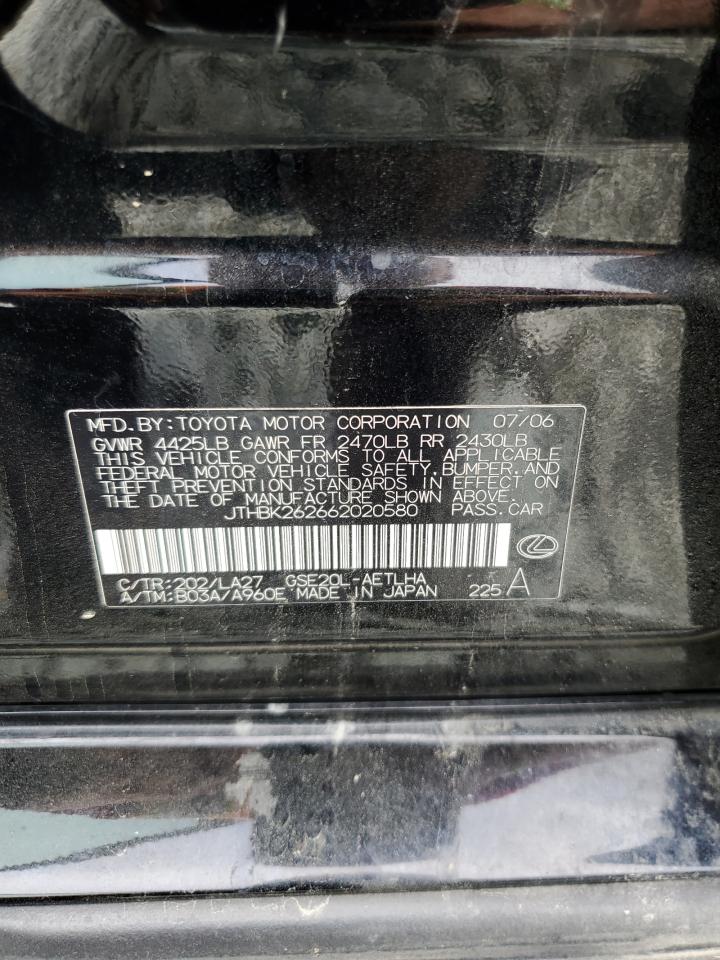 MFD.BY:TOYOTA MOTOR CORPORATION 07/06
GVWR 4425LB GAWR FR 2470LB RR 2430LB
THIS VEHICLE CONFORMS TO ALL APPLICABLE
FEDERAL MOTOR VEHICLE SAFETY,BUMPER,AND
THEFT PREVENTION STANDARDS IN EFFECT ON
THE DATE OF MANUFACTURE SHOWN ABOVE.
JTHBK262662020580 PASS.CAR
C/TR:202/LA27 GSE20L-AETLHA
A/TM:B03A/A960E MADE IN JAPAN 225 A